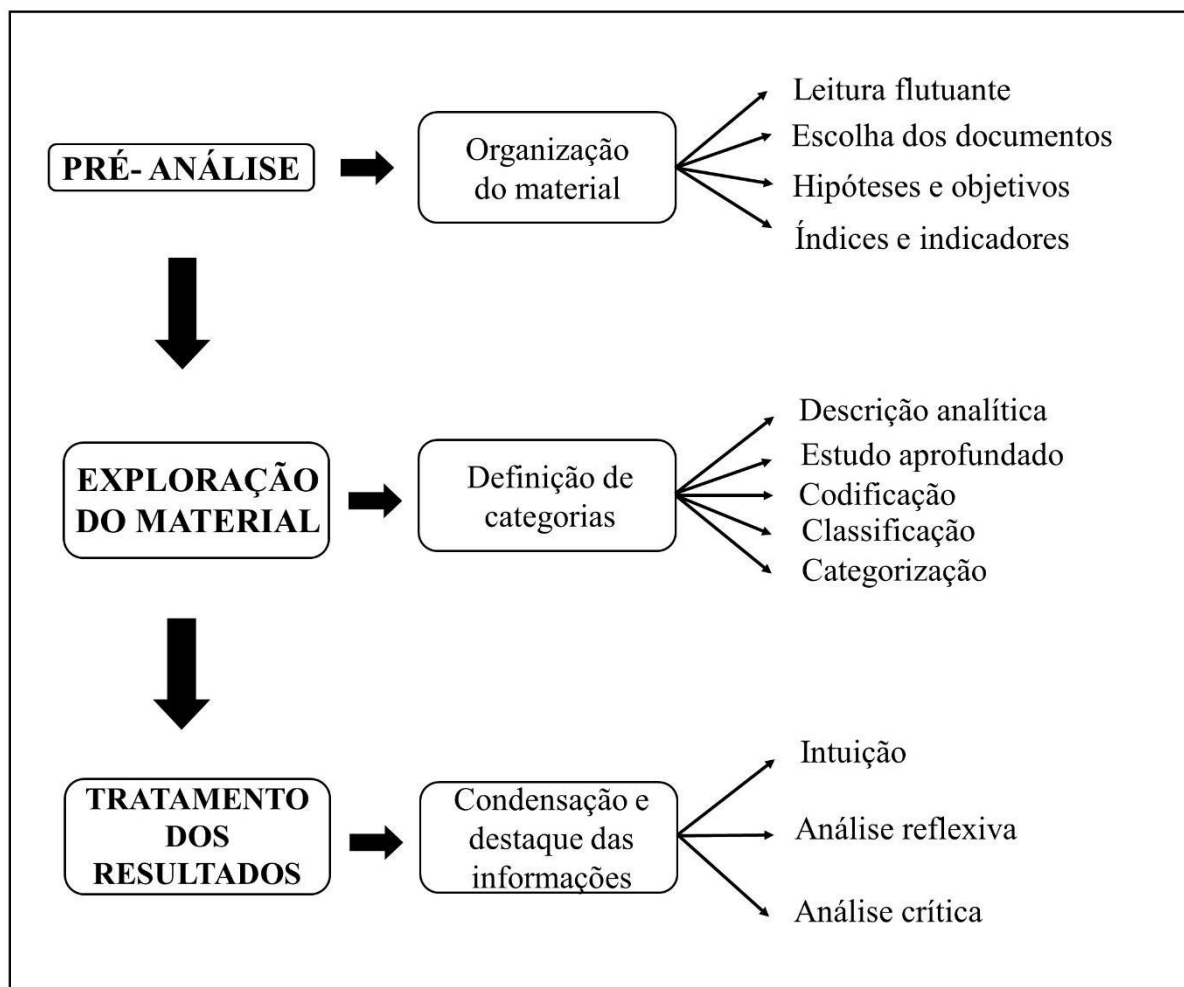 PRÉ- ANÁLISE
Organização
do material
Leitura flutuante
Escolha dos documentos
Hipóteses e objetivos
Índices e indicadores
EXPLORAÇÃO
DO MATERIAL
Definição de
categorias
Descrição analítica
Estudo aprofundado
Codificação
Classificação
Categorização
TRATAMENTO
DOS
RESULTADOS
Condensação e
destaque das
informações
Intuição
Análise reflexiva
Análise crítica